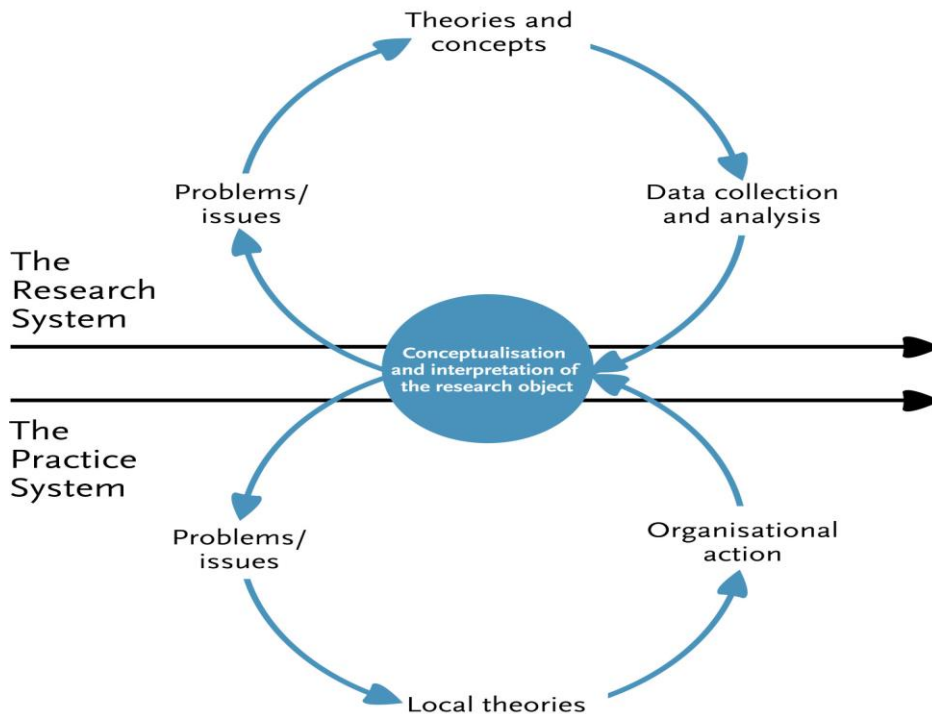 Theories and
concepts
Problems/
issues
Data collection
and analysis
The
Research
System
Conceptualisation
and interpretation of
the research object
The
Practice
System
Problems/
issues
Organisational
action
Local theories